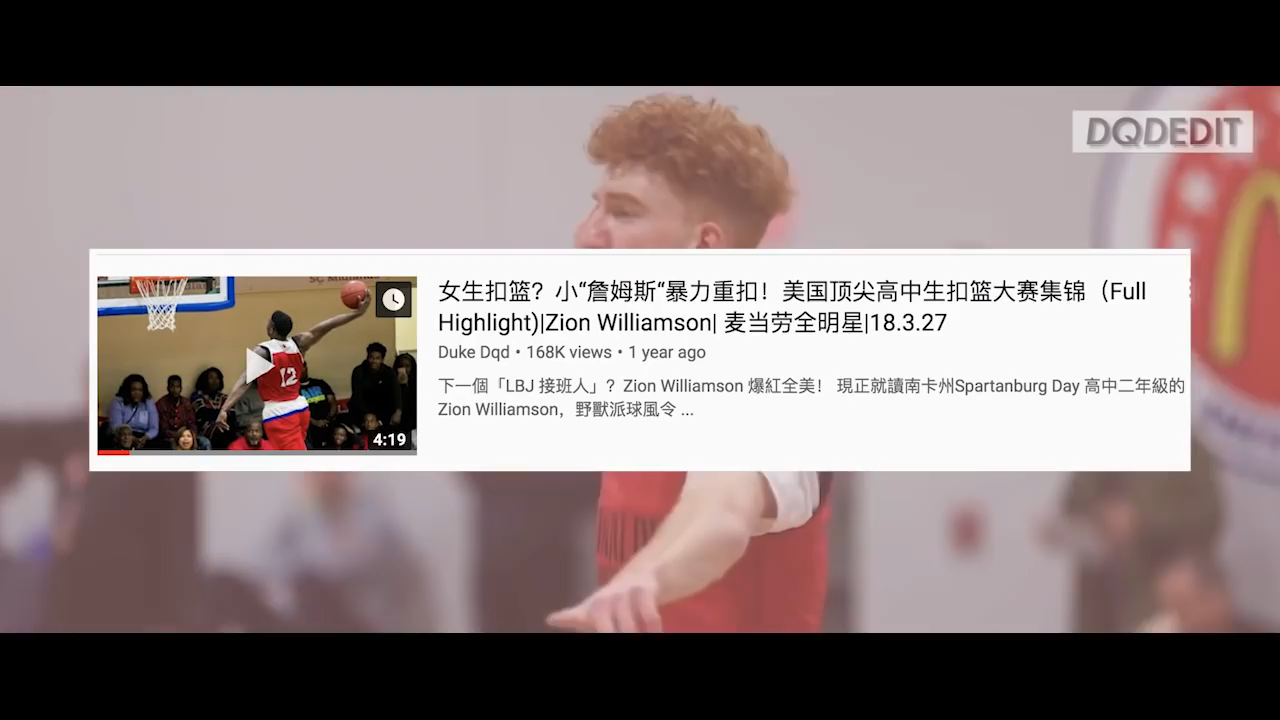 DQDEDIT
女生扣篮？小“詹姆斯“暴力重扣！美国顶尖高中生扣篮大赛集锦（Full
Highlight)|Zion Williamson| 麦当劳全明星|18.3.27
Duke Dqd • 168K views • 1 year ago
下一個「LBJ 接班人」？Zion Williamson 爆紅全美！ 現正就讀南卡州Spartanburg Day 高中二年級的
Zion Williamson，野獸派球風令 ...
12
4:19